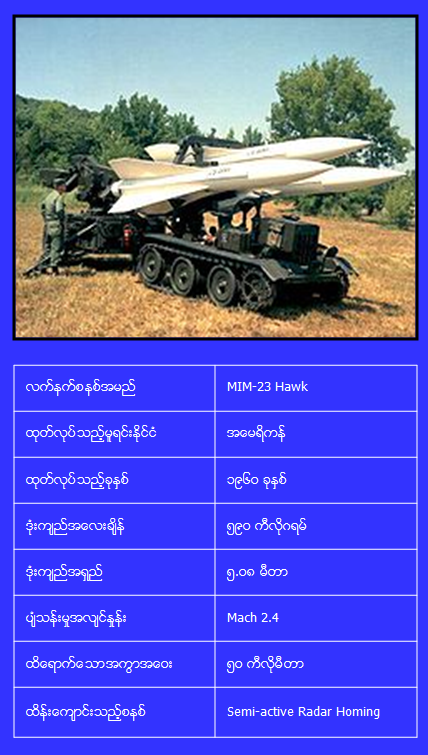 လက်နက်စနစ်အမည် MIM-23 Hawk
ထုတ်လုပ်သည့်မူရင်းနိုင်ငံ အမေရိကန်
ထုတ်လုပ်သည့်ခုနှစ် ၁၉၆၀ ခုနှစ်
ဒုံးကျည်အလေးချိန် ၅၉၀ ကီလိုဂရမ်
ဒုံးကျည်အရှည် ၅.၀၈ မီတာ
ပျံသန်းမှုအလျင်နှုန်း Mach 2.4
ထိရောက်သောအကွာအဝေး ၅၀ ကီလိုမီတာ
ထိန်းကျောင်းသည့်စနစ် Semi-active Radar Homing